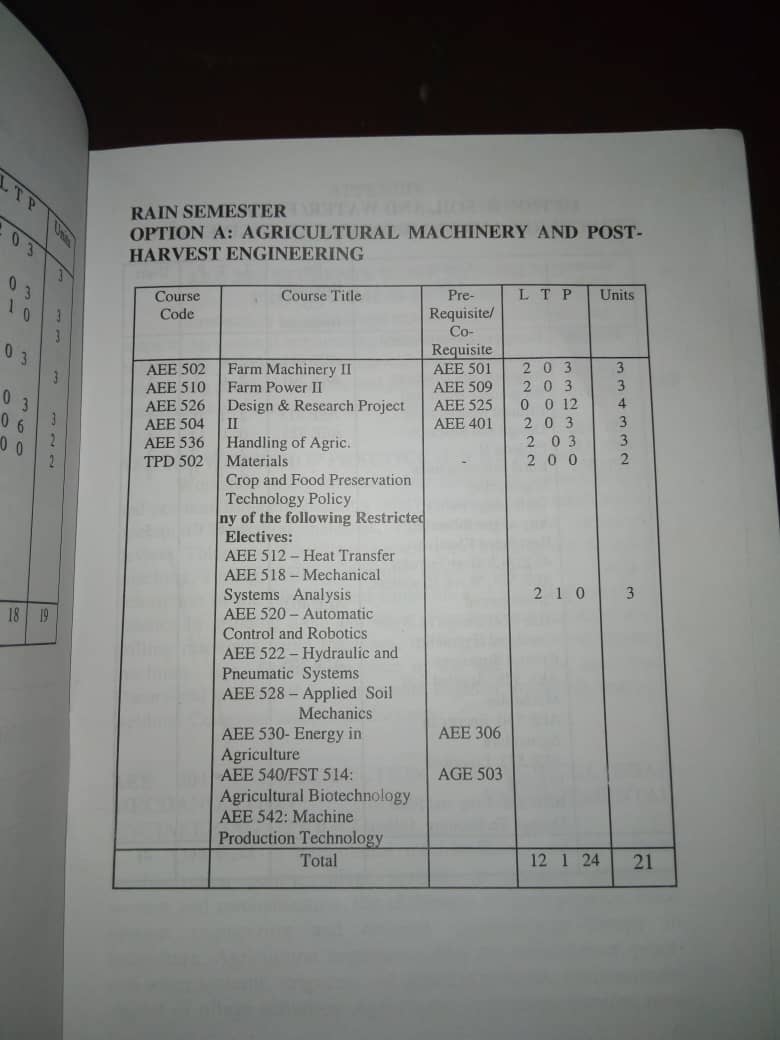 L T P
Units
2 0 3
3
0 3
1 0
3
3
0 3
3
0 3
3
0 6
2
0 0
2
18 19
RAIN SEMESTER
OPTION A: AGRICULTURAL MACHINERY AND POST-
HARVEST ENGINEERING
Course Code Course Title Pre-Requisite/Co-Requisite L T P Units
AEE 502 Farm Machinery II AEE 501 2 0 3 3
AEE 510 Farm Power II AEE 509 2 0 3 3
AEE 526 Design & Research Project AEE 525 0 0 12 4
AEE 504 II AEE 401 2 0 3 3
AEE 536 Handling of Agric. 2 0 3 3
TPD 502 Materials - 2 0 0 2
Crop and Food Preservation
Technology Policy
ny of the following Restricted
Electives:
AEE 512 – Heat Transfer
AEE 518 – Mechanical
Systems Analysis 2 1 0 3
AEE 520 – Automatic
Control and Robotics
AEE 522 – Hydraulic and
Pneumatic Systems
AEE 528 – Applied Soil
Mechanics
AEE 530- Energy in AEE 306
Agriculture
AEE 540/FST 514: AGE 503
Agricultural Biotechnology
AEE 542: Machine
Production Technology
Total 12 1 24 21